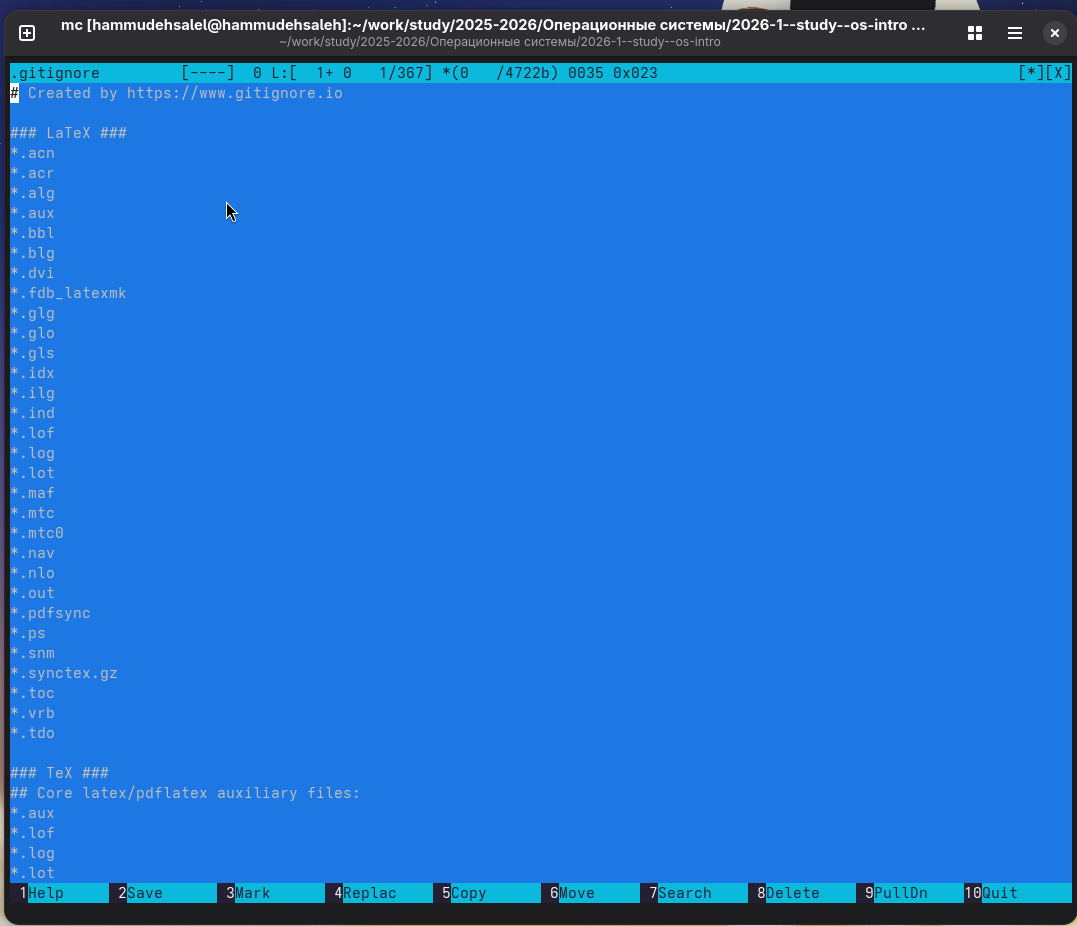 mc [hammudehsalel@hammudehsaleh]:~/work/study/2025-2026/Операционные системы/2026-1--study--os-intro ...
~/work/study/2025-2026/Операционные системы/2026-1--study--os-intro
.gitignore         [----]  0 L:[  1+ 0   1/367] *(0   /4722b) 0035 0x023                                        [*][X]
# Created by https://www.gitignore.io

### LaTeX ###
*.acn
*.acr
*.alg
*.aux
*.bbl
*.blg
*.dvi
*.fdb_latexmk
*.glg
*.glo
*.gls
*.idx
*.ilg
*.ind
*.lof
*.log
*.lot
*.maf
*.mtc
*.mtc0
*.nav
*.nlo
*.out
*.pdfsync
*.ps
*.snm
*.synctex.gz
*.toc
*.vrb
*.tdo

### TeX ###
## Core latex/pdflatex auxiliary files:
*.aux
*.lof
*.log
*.lot
1Help 2Save 3Mark 4Replac 5Copy 6Move 7Search 8Delete 9PullDn 10Quit